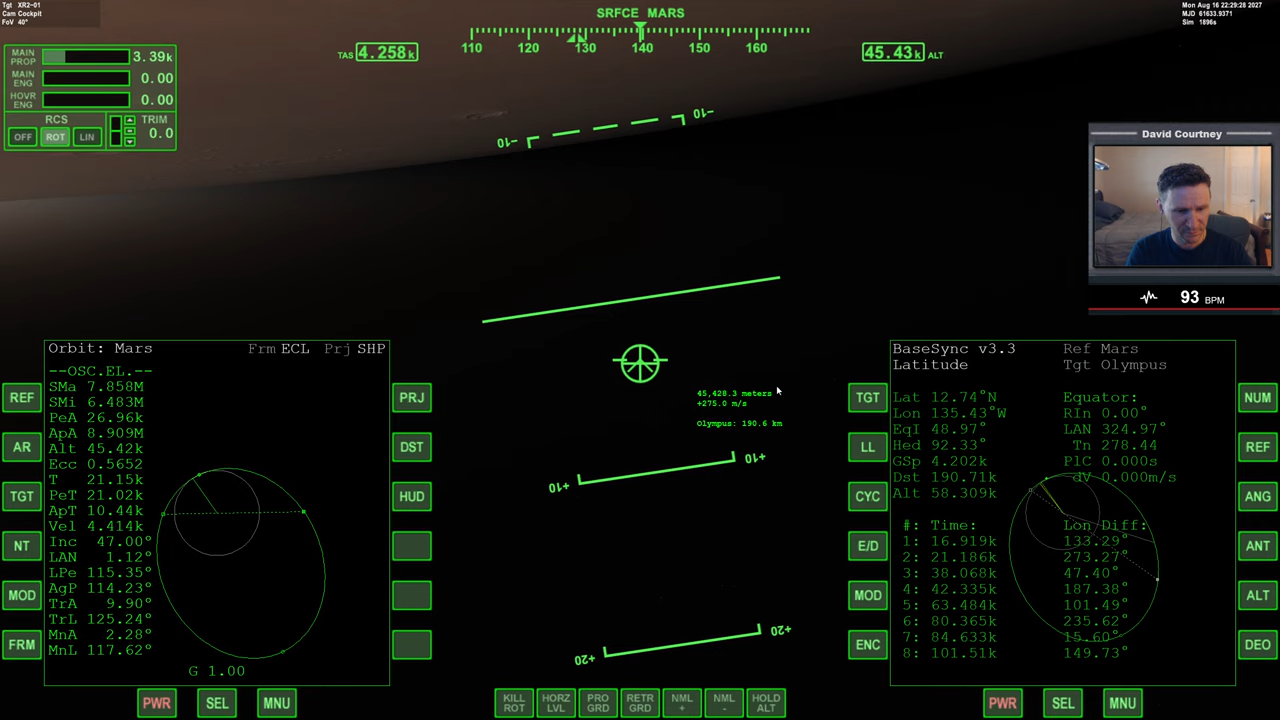 Tgt XR2-01
Cam Cockpit
FoV 40°
SRFCE MARS
Mon Aug 16 22:29:28 2027
MJD 61633.9371
Sim 1896s
110 120 130 140 150 160
TAS 4.258k
45.43k ALT
MAIN PROP 3.39k
MAIN ENG 0.00
HOVR ENG 0.00
RCS TRIM
OFF ROT LIN 0.0
10- -10
David Courtney
93 BPM
45,428.3 meters
+275.0 m/s
Olympus: 190.6 km
10+ +10
20+ +20
Orbit: Mars Frm ECL Prj SHP
--OSC.EL.--
SMa 7.858M
SMi 6.483M
PeA 26.96k
ApA 8.909M
Alt 45.42k
Ecc 0.5652
T 21.15k
PeT 21.02k
ApT 10.44k
Vel 4.414k
Inc 47.00°
LAN 1.12°
LPe 115.35°
AgP 114.23°
TrA 9.90°
TrL 125.24°
MnA 2.28°
MnL 117.62°
G 1.00
REF
AR
TGT
NT
MOD
FRM
PRJ
DST
HUD
PWR SEL MNU
KILL ROT
HORZ LVL
PRO GRD
RETR GRD
NML +
NML -
HOLD ALT
BaseSync v3.3 Ref Mars
Latitude Tgt Olympus
Lat 12.74°N Equator:
Lon 135.43°W RIn 0.00°
EqI 48.97° LAN 324.97°
Hed 92.33° Tn 278.44
GSp 4.202k PlC 0.000s
Dst 190.71k dV 0.000m/s
Alt 58.309k
#: Time: Lon Diff:
1: 16.919k 133.29°
2: 21.186k 273.27°
3: 38.068k 47.40°
4: 42.335k 187.38°
5: 63.484k 101.49°
6: 80.365k 235.62°
7: 84.633k 15.60°
8: 101.51k 149.73°
TGT
LL
CYC
E/D
MOD
ENC
NUM
REF
ANG
ANT
ALT
DEO
PWR SEL MNU